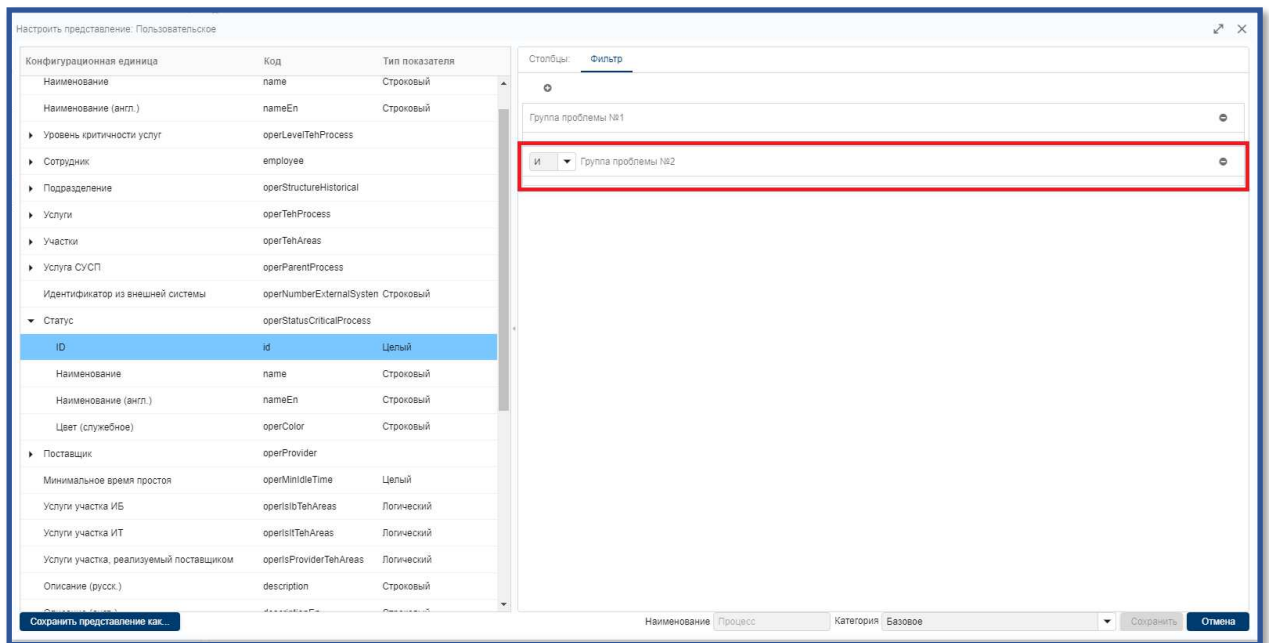 Настроить представление: Пользовательское
Конфигурационная единица Код Тип показателя
Наименование name Строковый
Наименование (англ.) nameEn Строковый
Уровень критичности услуг operLevelTehProcess
Сотрудник employee
Подразделение operStructureHistorical
Услуги operTehProcess
Участки operTehAreas
Услуга СУСП operParentProcess
Идентификатор из внешней системы operNumberExternalSystem Строковый
Статус operStatusCriticalProcess
ID id Целый
Наименование name Строковый
Наименование (англ.) nameEn Строковый
Цвет (служебное) operColor Строковый
Поставщик operProvider
Минимальное время простоя operMinIdleTime Целый
Услуги участка ИБ operIsIbTehAreas Логический
Услуги участка ИТ operIsItTehAreas Логический
Услуги участка, реализуемый поставщиком operIsProviderTehAreas Логический
Описание (русск.) description Строковый
Столбцы: Фильтр
Группа проблемы №1
И Группа проблемы №2
Сохранить представление как... Наименование Процесс Категория Базовое Сохранить Отмена